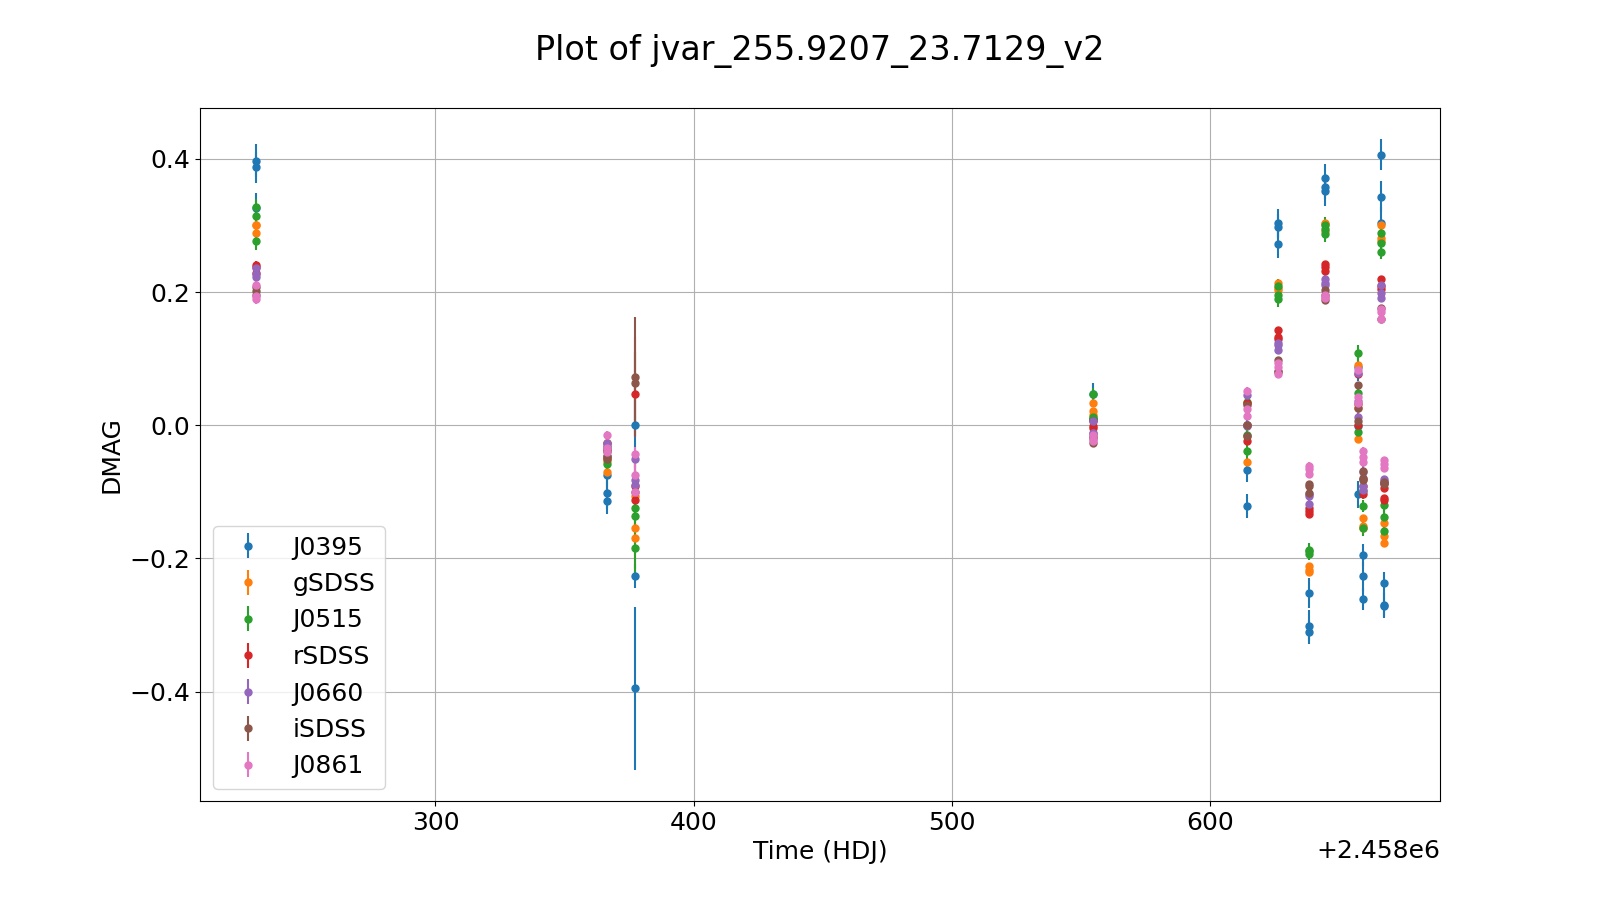 Plot of jvar_255.9207_23.7129_v2
0.4
0.2
0.0
−0.2
−0.4
DMAG
J0395
gSDSS
J0515
rSDSS
J0660
iSDSS
J0861
300
400
500
600
Time (HDJ)
+2.458e6